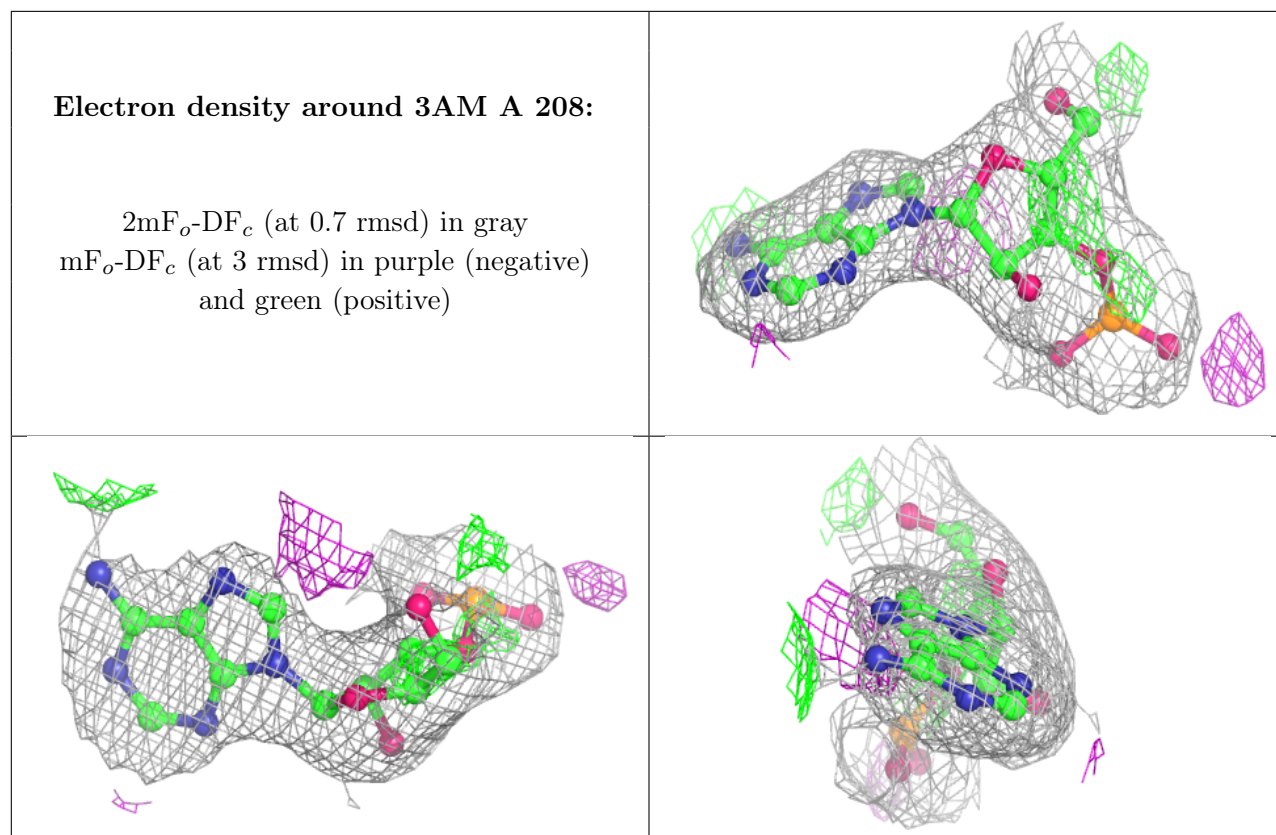 Electron density around 3AM A 208:
2mFo-DFc (at 0.7 rmsd) in gray
mFo-DFc (at 3 rmsd) in purple (negative)
and green (positive)